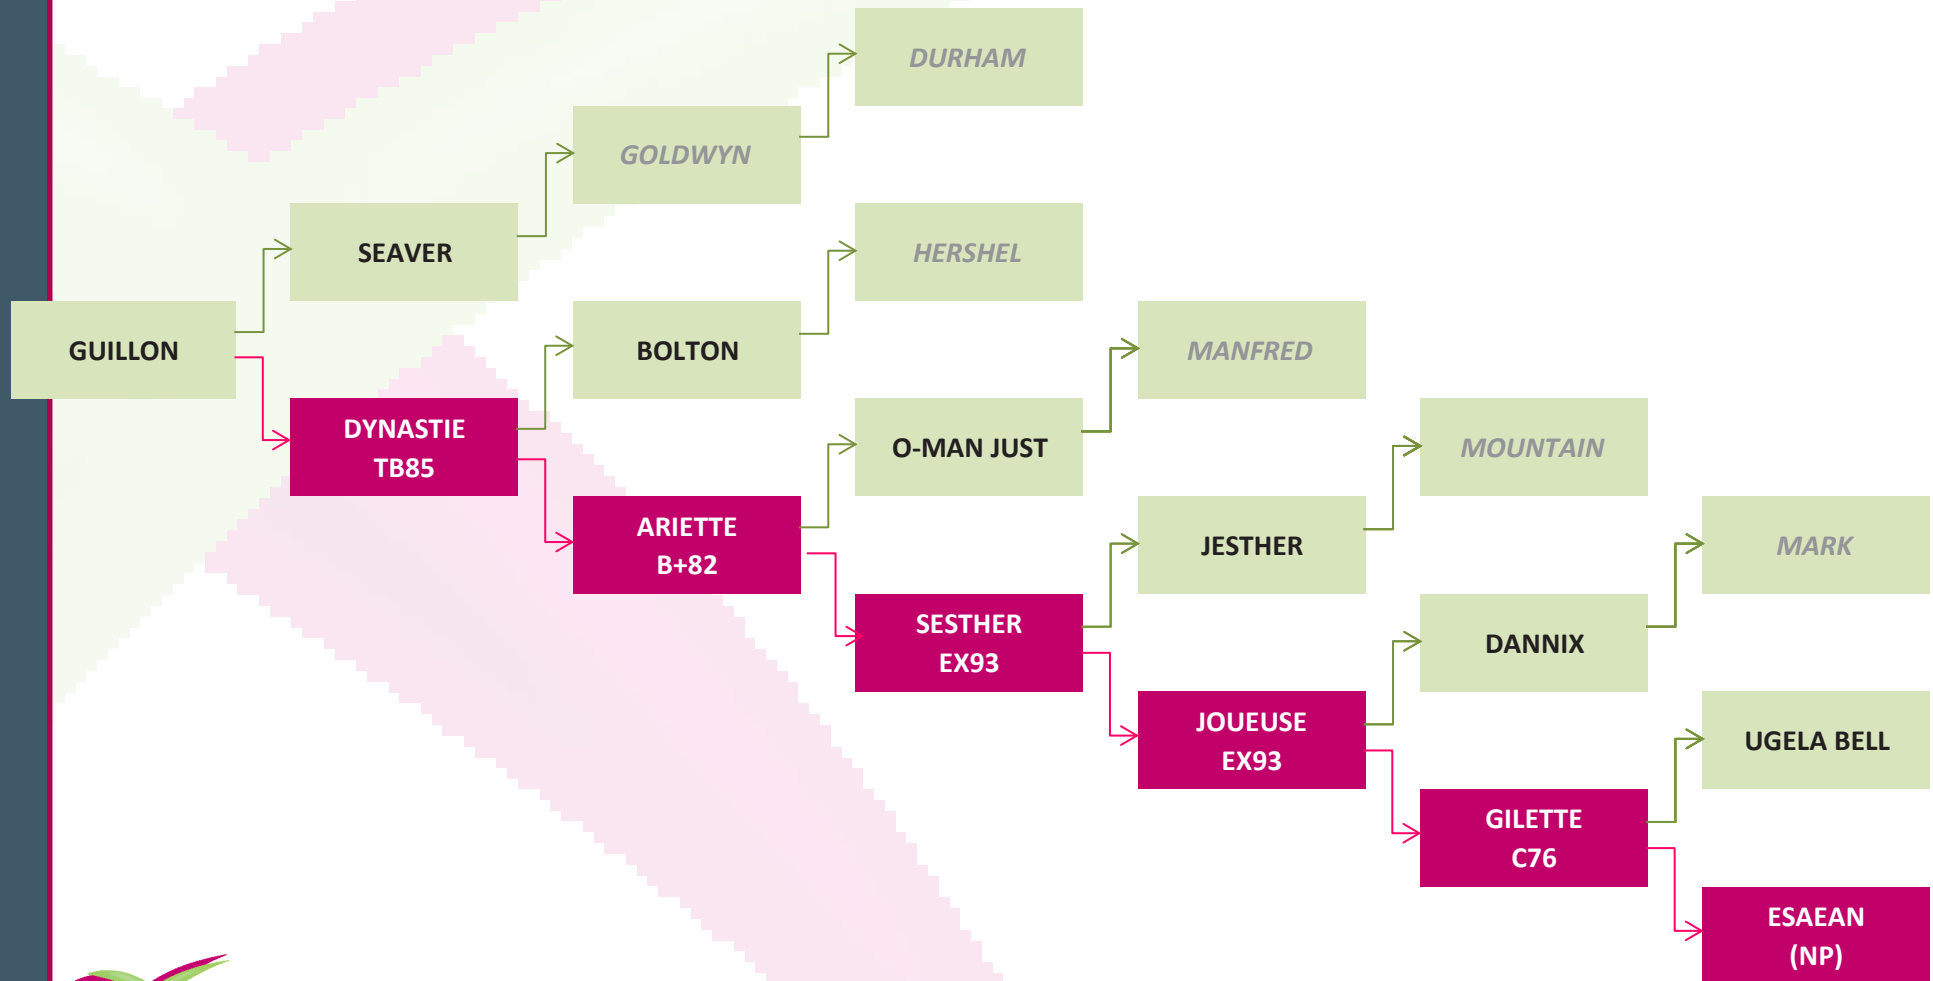 DURHAM
GOLDWYN
SEAVER
HERSHEL
GUILLON
BOLTON
MANFRED
DYNASTIE
TB85
O-MAN JUST
MOUNTAIN
ARIETTE
B+82
JESTHER
MARK
SESTHER
EX93
DANNIX
JOUEUSE
EX93
UGELA BELL
GILETTE
C76
ESAEAN
(NP)